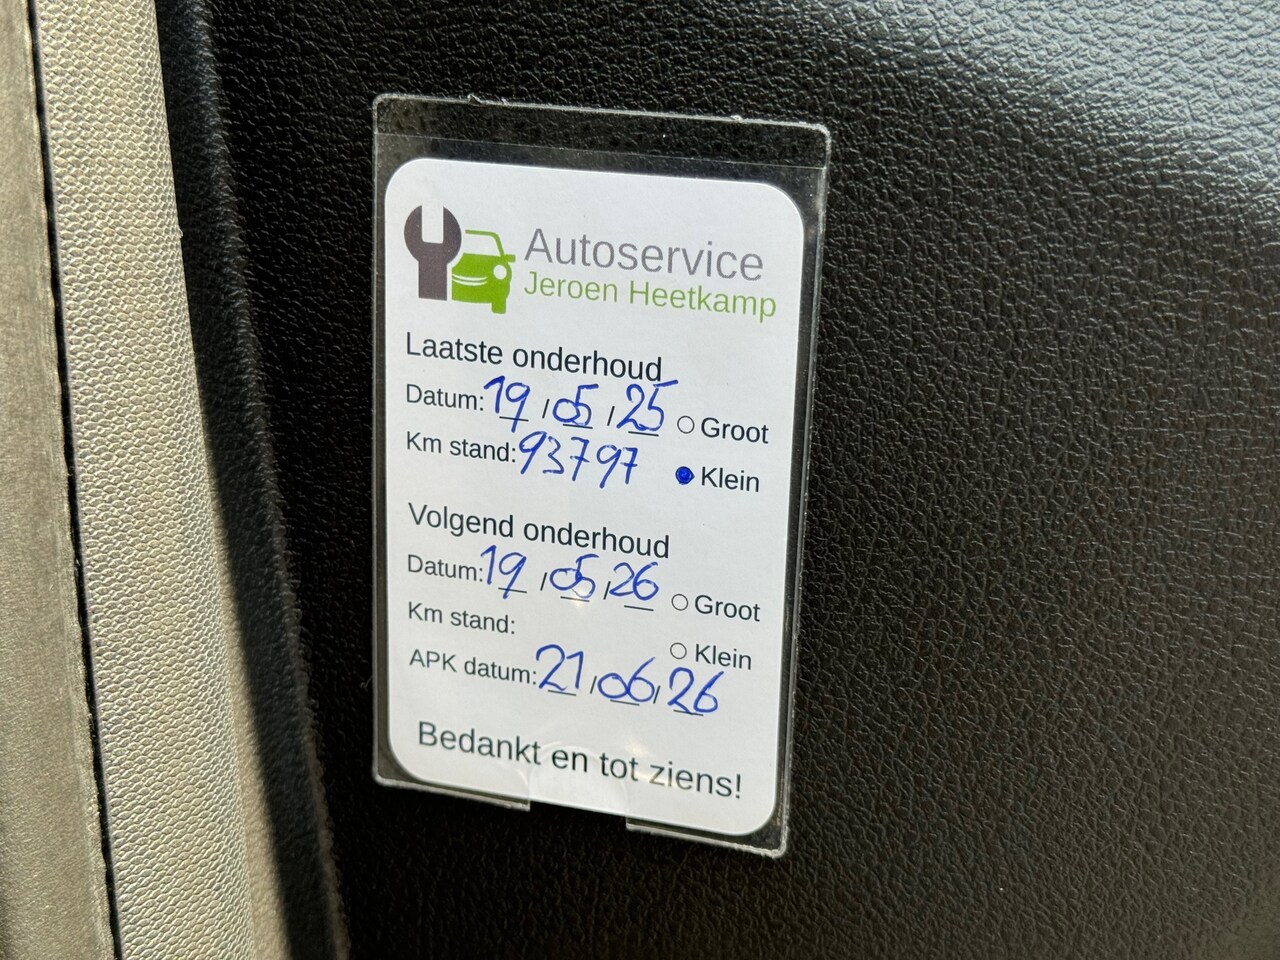 Autoservice
Jeroen Heetkamp
Laatste onderhoud
Datum: 19/05/25 ○ Groot
Km stand: 93797 ● Klein
Volgend onderhoud
Datum: 19/05/26 ○ Groot
Km stand: ○ Klein
APK datum: 21/06/26
Bedankt en tot ziens!